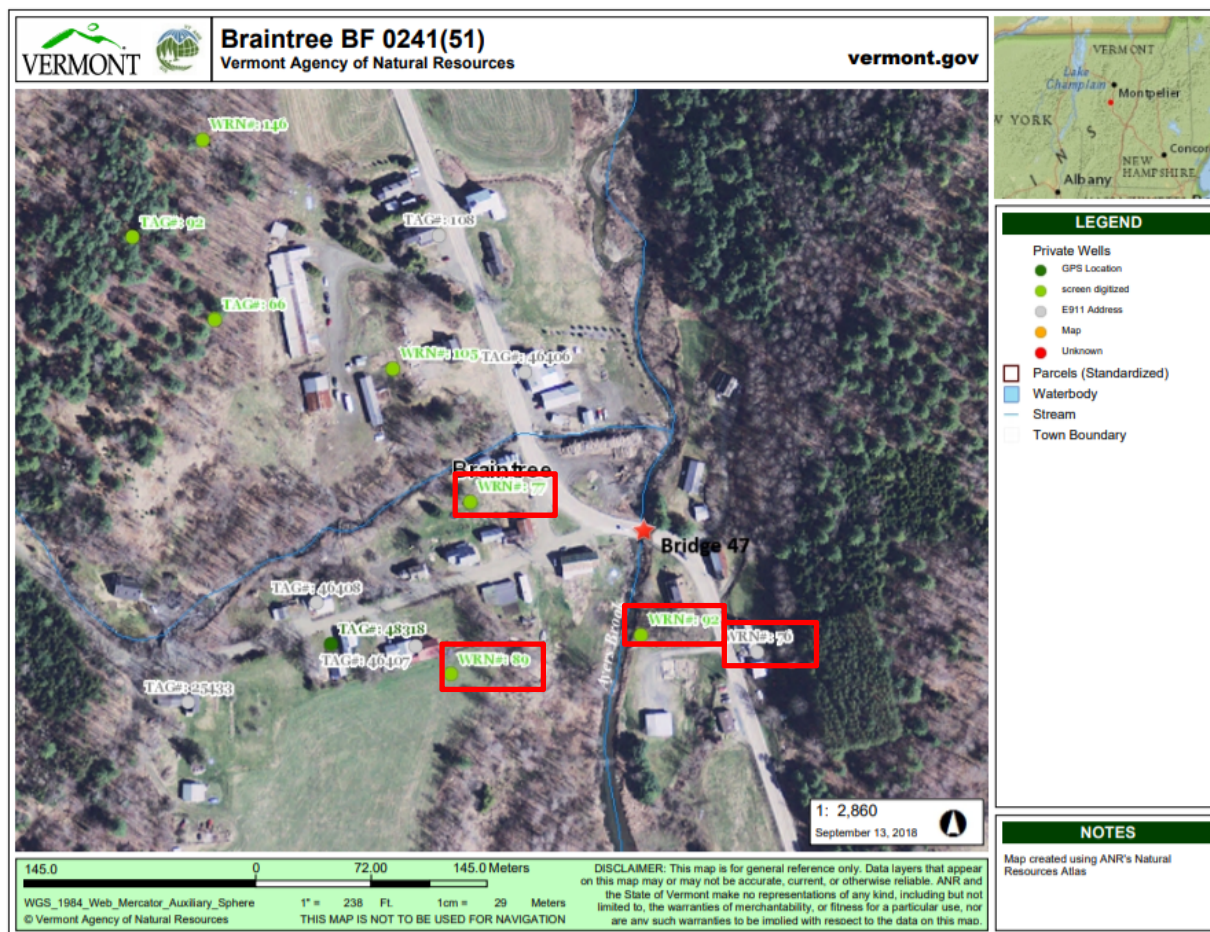 VERMONT
Braintree BF 0241(51)
Vermont Agency of Natural Resources
vermont.gov
VERMONT
Lake
Champlain
Montpelier
W YORK
NEW
HAMPSHIRE
Concor
Albany
WRN#: 146
TAG#: 92
TAG#: 108
TAG#: 66
WRN#: 105
TAG#: 46406
Braintree
WRN#: 77
Bridge 47
TAG#: 46408
WRN#: 92
TAG#: 48318
WRN#: 76
TAG#: 46407
WRN#: 89
TAG#: 25433
Ayers Brook
1: 2,860
September 13, 2018
LEGEND
Private Wells
GPS Location
screen digitized
E911 Address
Map
Unknown
Parcels (Standardized)
Waterbody
Stream
Town Boundary
NOTES
Map created using ANR's Natural
Resources Atlas
145.0 0 72.00 145.0 Meters
WGS_1984_Web_Mercator_Auxiliary_Sphere
© Vermont Agency of Natural Resources
1" = 238 Ft. 1cm = 29 Meters
THIS MAP IS NOT TO BE USED FOR NAVIGATION
DISCLAIMER: This map is for general reference only. Data layers that appear
on this map may or may not be accurate, current, or otherwise reliable. ANR and
the State of Vermont make no representations of any kind, including but not
limited to, the warranties of merchantability, or fitness for a particular use, nor
are any such warranties to be implied with respect to the data on this map.